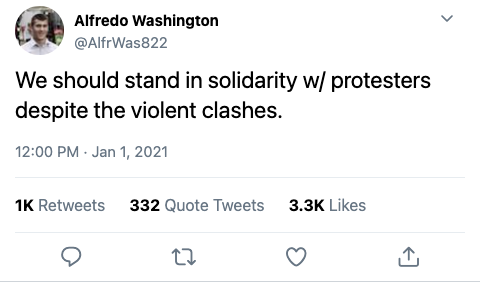 Alfredo Washington
@AlfrWas822
We should stand in solidarity w/ protesters
despite the violent clashes.
12:00 PM · Jan 1, 2021
1K Retweets 332 Quote Tweets 3.3K Likes